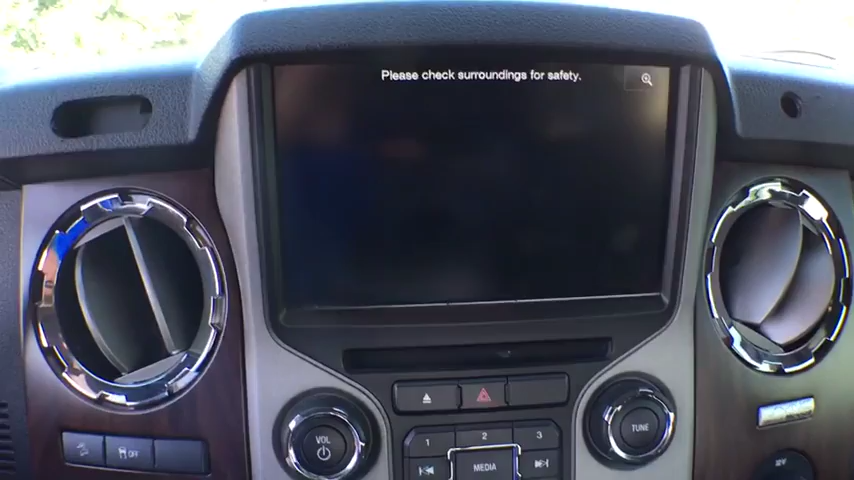 Please check surroundings for safety.
OFF
VOL
1 2 3
MEDIA
TUNE